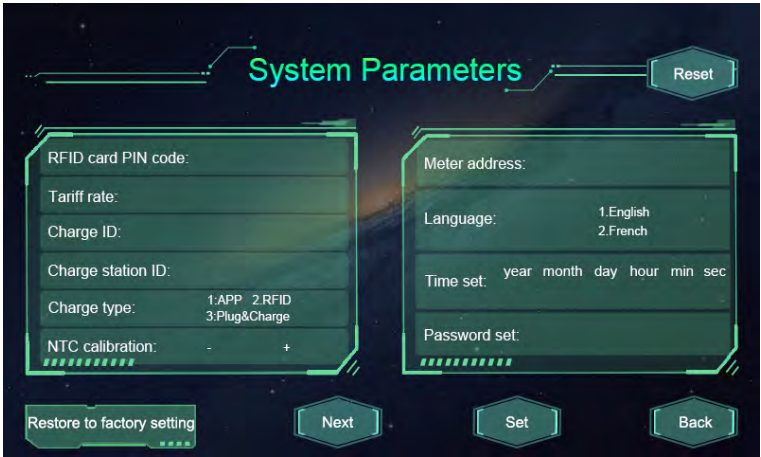 System Parameters
Reset
RFID card PIN code:
Tariff rate:
Charge ID:
Charge station ID:
Charge type: 1:APP 2.RFID
3:Plug&Charge
NTC calibration: - +
Meter address:
Language: 1.English
2.French
Time set: year month day hour min sec
Password set:
Restore to factory setting
Next
Set
Back